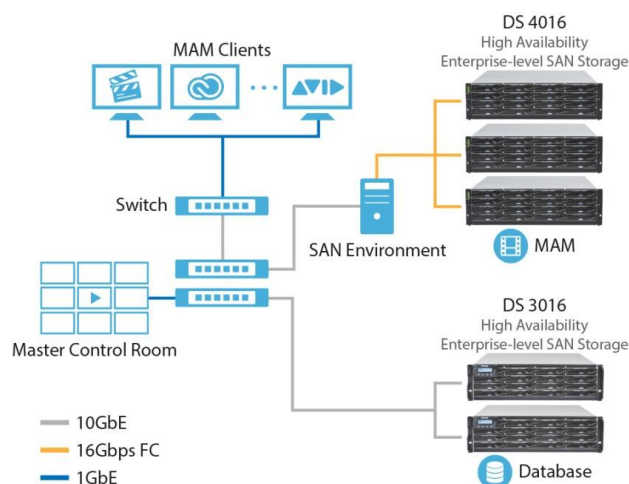 MAM Clients
AVID
Switch
SAN Environment
DS 4016
High Availability
Enterprise-level SAN Storage
MAM
Master Control Room
DS 3016
High Availability
Enterprise-level SAN Storage
Database
10GbE
16Gbps FC
1GbE